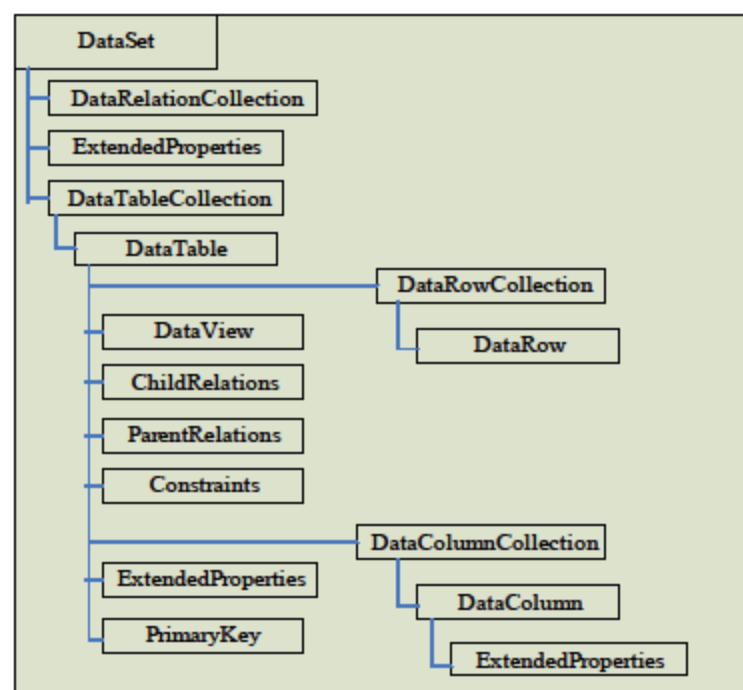 DataSet
DataRelationCollection
ExtendedProperties
DataTableCollection
DataTable
DataRowCollection
DataView
DataRow
ChildRelations
ParentRelations
Constraints
DataColumnCollection
ExtendedProperties
DataColumn
PrimaryKey
ExtendedProperties